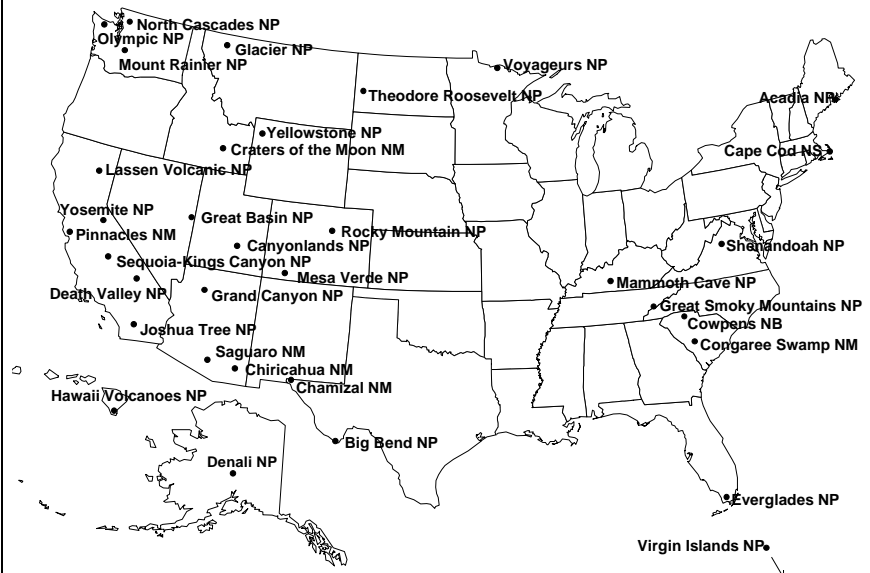 North Cascades NP
Olympic NP
Glacier NP
Mount Rainier NP
Voyageurs NP
Theodore Roosevelt NP
Acadia NP
Yellowstone NP
Craters of the Moon NM
Cape Cod NS
Lassen Volcanic NP
Yosemite NP
Great Basin NP
Pinnacles NM
Rocky Mountain NP
Canyonlands NP
Shenandoah NP
Sequoia-Kings Canyon NP
Mesa Verde NP
Mammoth Cave NP
Death Valley NP
Grand Canyon NP
Great Smoky Mountains NP
Cowpens NB
Joshua Tree NP
Congaree Swamp NM
Saguaro NM
Chiricahua NM
Chamizal NM
Hawaii Volcanoes NP
Big Bend NP
Denali NP
Everglades NP
Virgin Islands NP